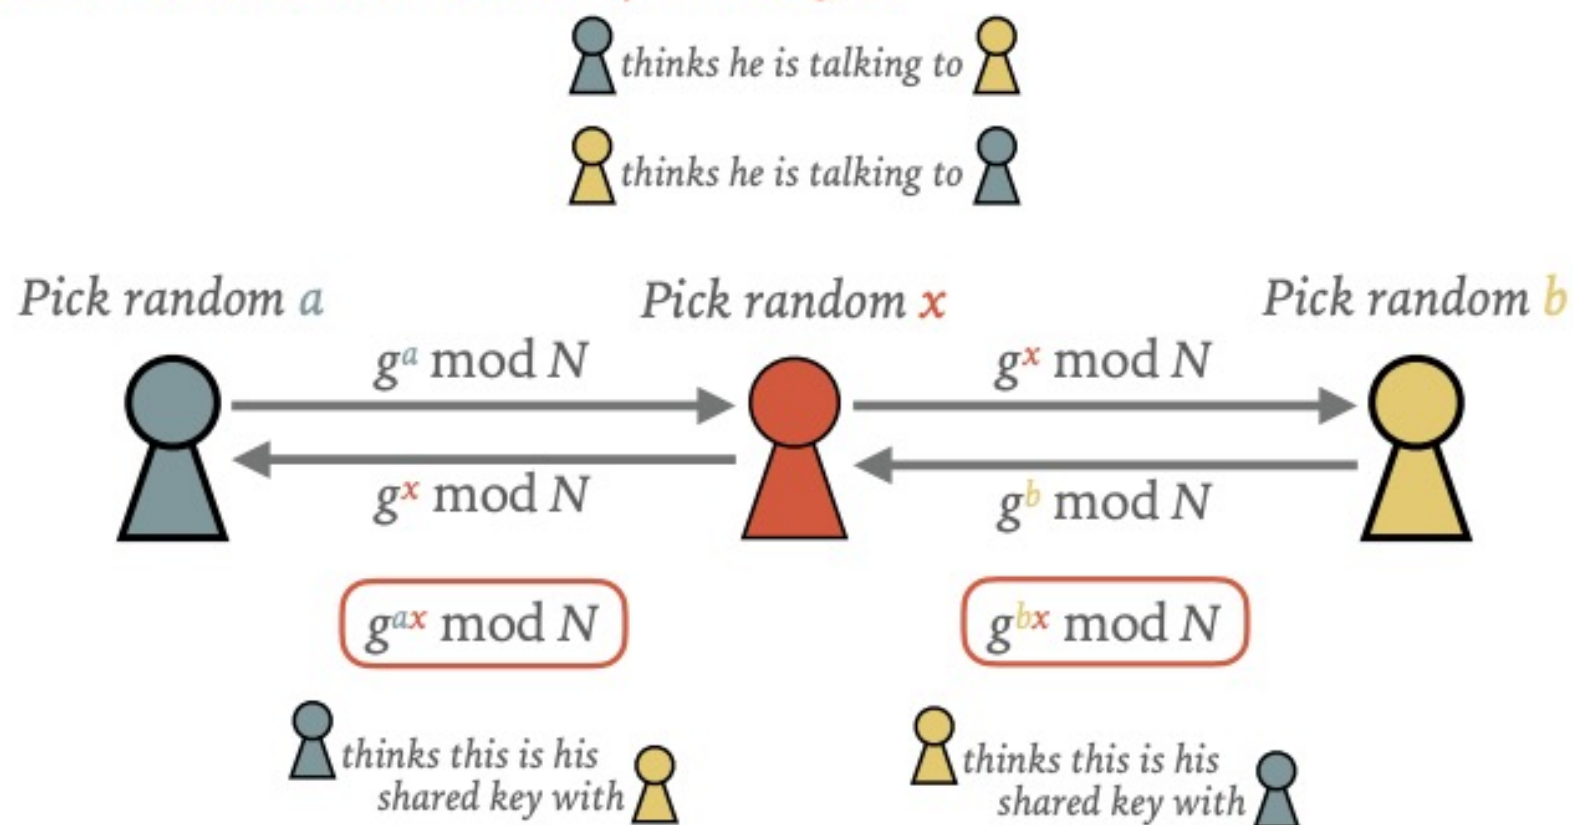 thinks he is talking to
thinks he is talking to
Pick random a
Pick random x
Pick random b
gᵃ mod N
gˣ mod N
gˣ mod N
gᵇ mod N
gᵃˣ mod N
gᵇˣ mod N
thinks this is his
shared key with
thinks this is his
shared key with